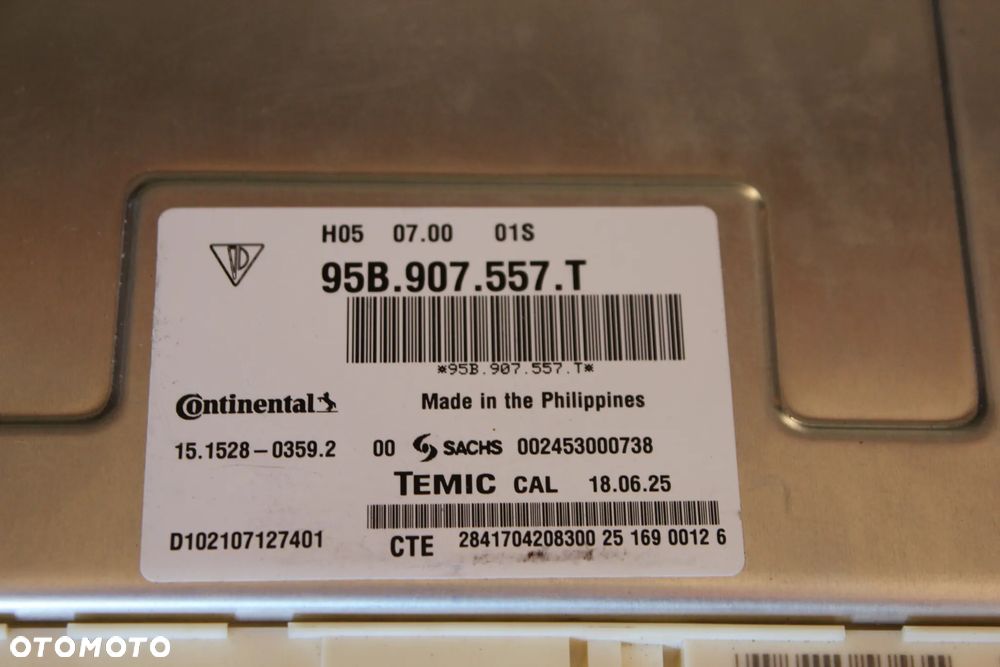 H05 07.00 01S
95B.907.557.T
*95B.907.557.T*
Continental
Made in the Philippines
15.1528-0359.2 00 SACHS 002453000738
TEMIC CAL 18.06.25
D102107127401 CTE 2841704208300 25 169 0012 6
OTOMOTO